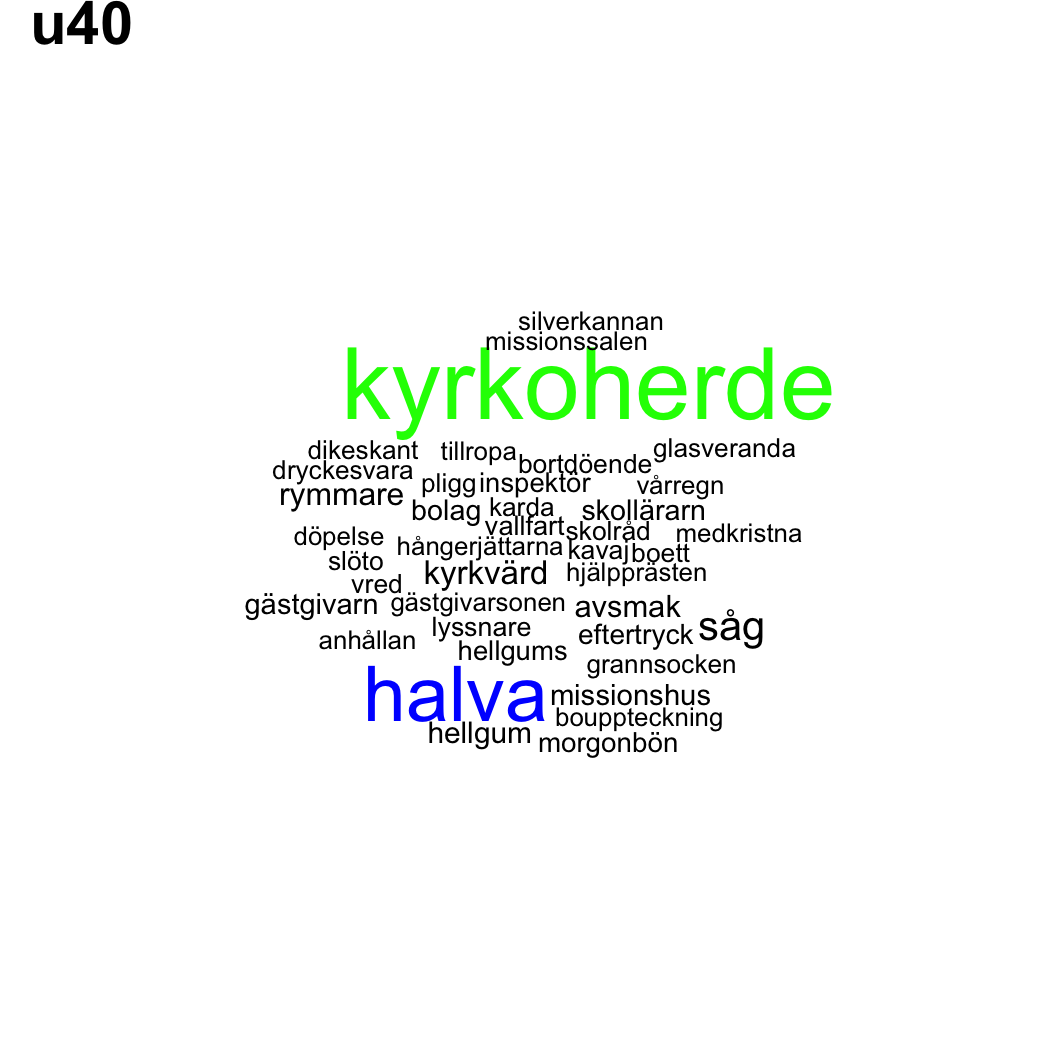 u40
silverkannan
missionssalen
kyrkoherde
dikeskant tillropa glasveranda
dryckesvara bortdöende
rymmare pligg inspektör vårregn
bolag karda skollärarn
vallfart skolråd medkristna
döpelse hångerjättarna kavaj boett
slöto kyrkvärd hjälpprästen
vred
gästgivarn gästgivarsonen avsmak
anhållan lyssnare eftertryck såg
hellgums grannsocken
halva missionshus
bouppteckning
hellgum morgonbön